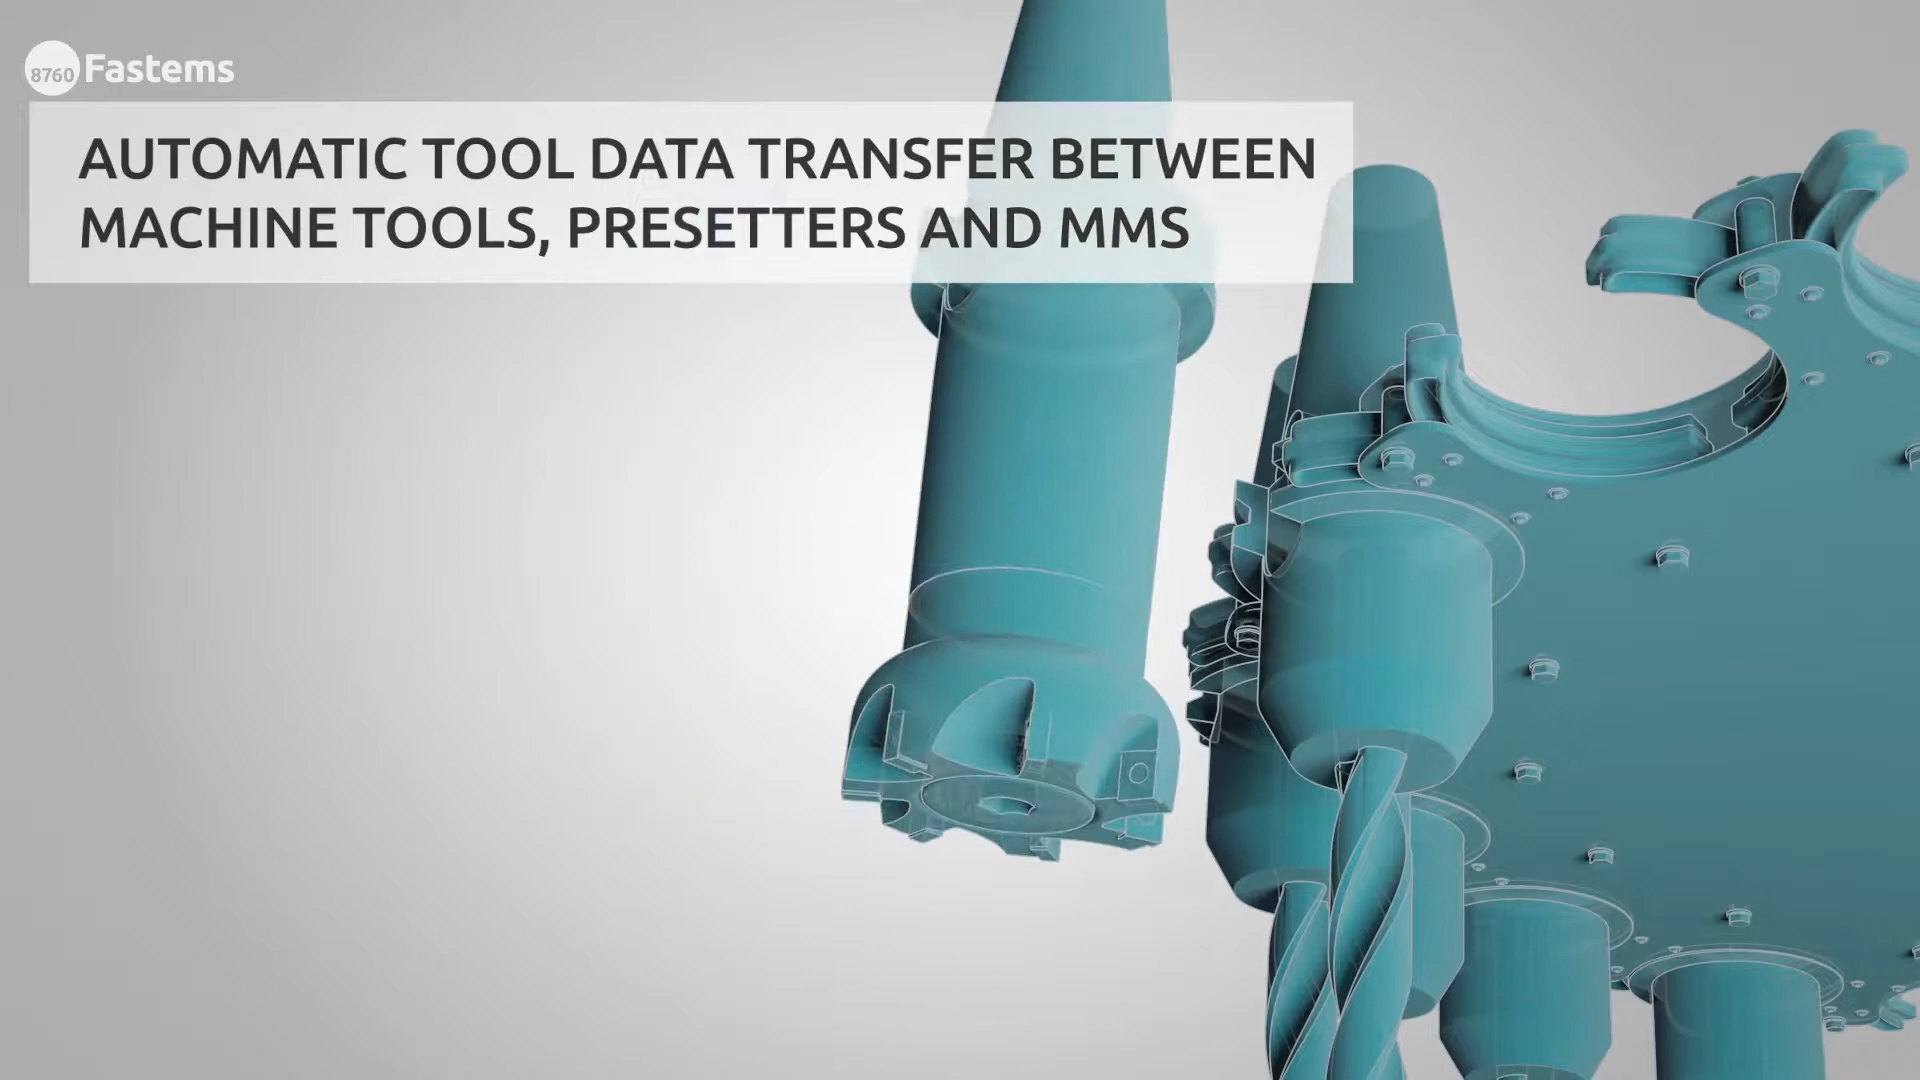 8760 Fastems
AUTOMATIC TOOL DATA TRANSFER BETWEEN
MACHINE TOOLS, PRESETTERS AND MMS